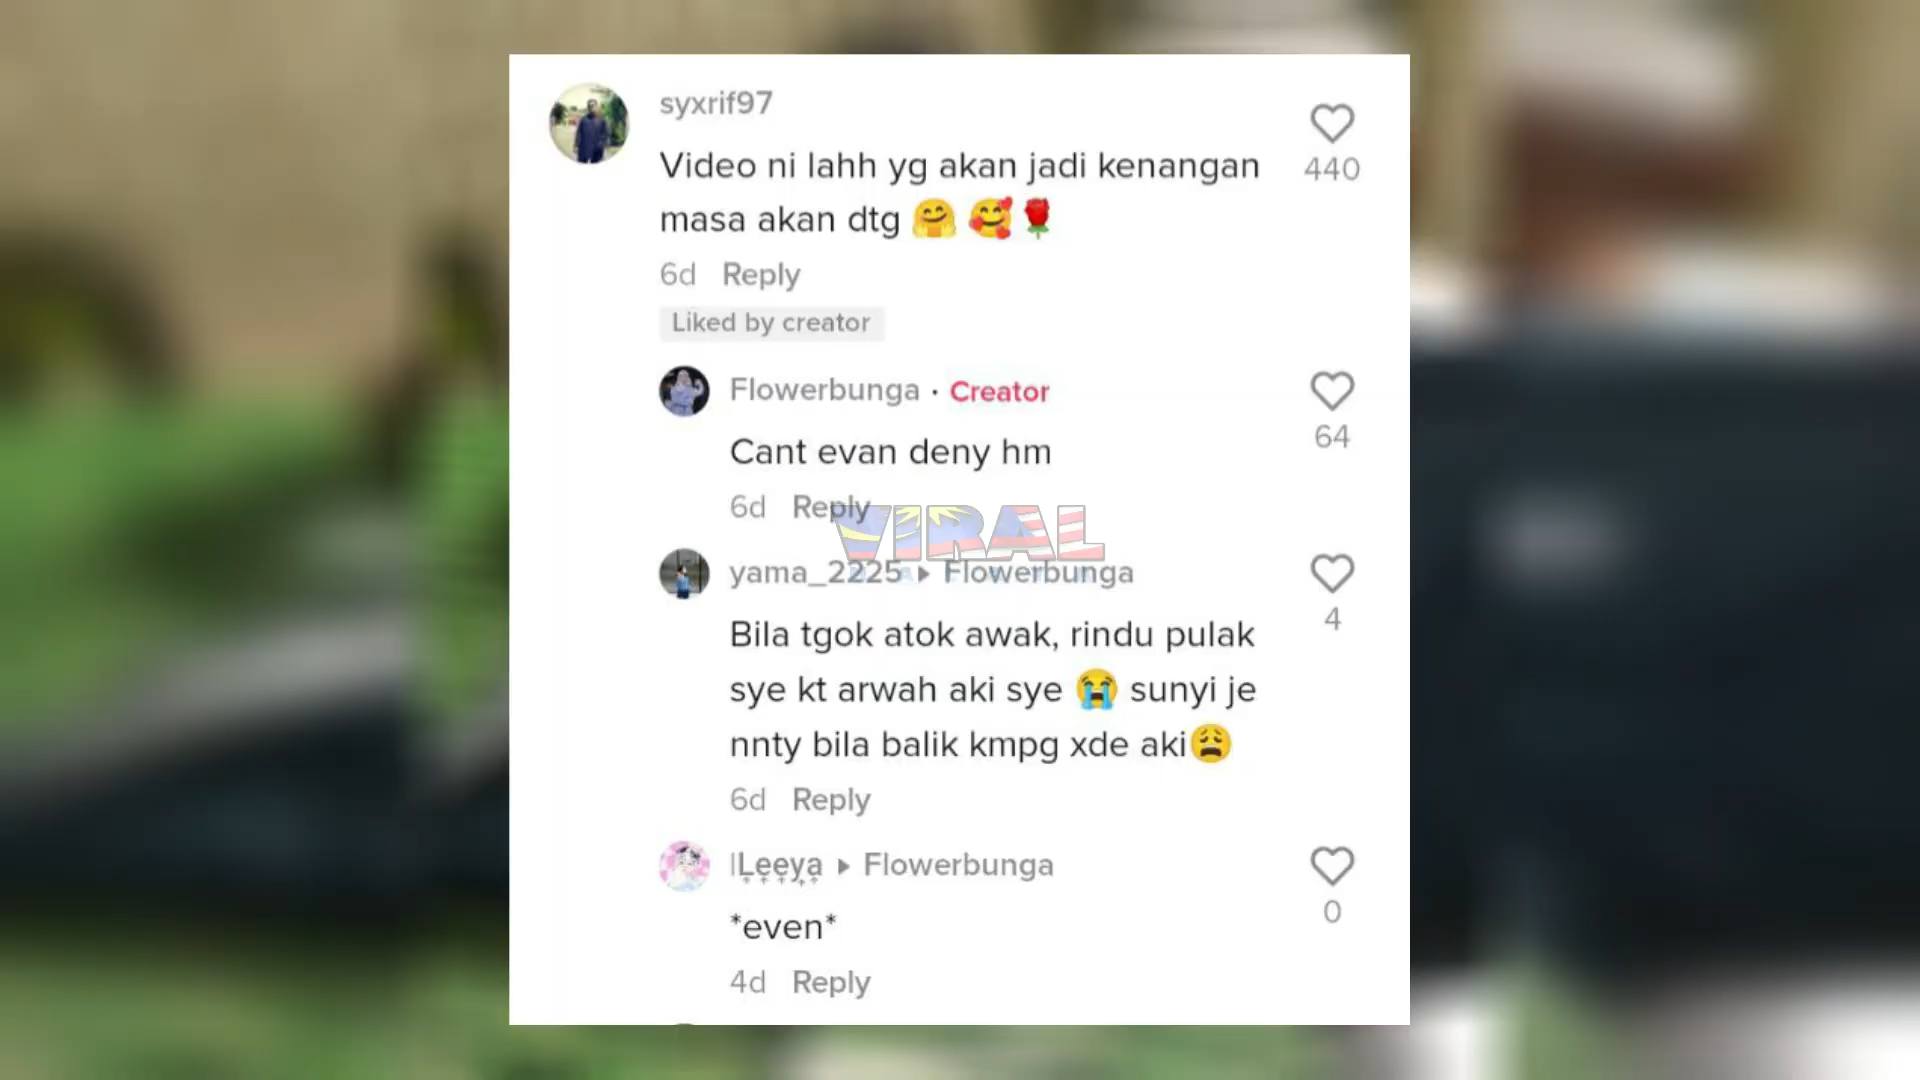 syxrif97
Video ni lahh yg akan jadi kenangan
masa akan dtg 🤗 🥰🌹
440
6d Reply
Liked by creator
Flowerbunga · Creator
Cant evan deny hm
64
6d Reply
VIRAL
yama_2225 ▸ Flowerbunga
Bila tgok atok awak, rindu pulak
sye kt arwah aki sye 😭 sunyi je
nnty bila balik kmpg xde aki😩
4
6d Reply
Leeya ▸ Flowerbunga
*even*
0
4d Reply